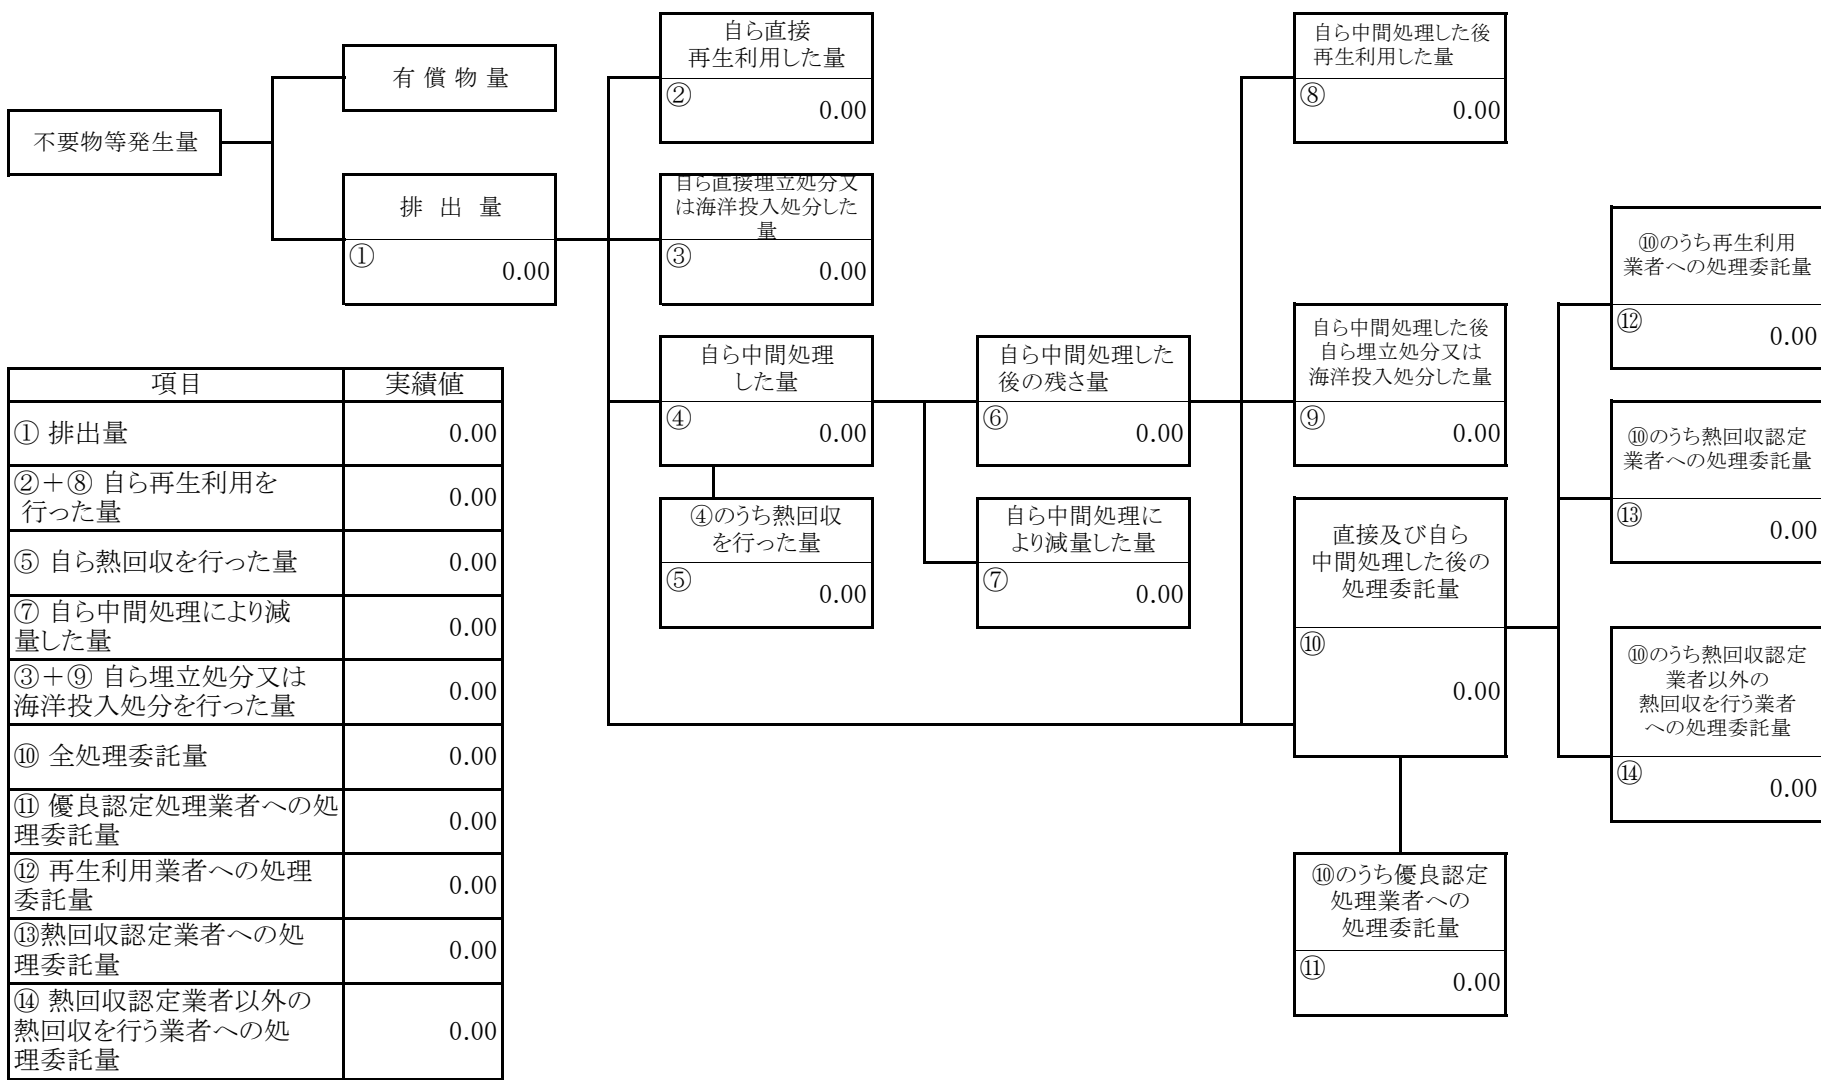 不要物等発生量
有 償 物 量
排 出 量
①
0.00
自ら直接
再生利用した量
②
0.00
自ら直接埋立処分又
は海洋投入処分した
量
③
0.00
自ら中間処理
した量
④
0.00
④のうち熱回収
を行った量
⑤
0.00
自ら中間処理した
後の残さ量
⑥
0.00
自ら中間処理に
より減量した量
⑦
0.00
自ら中間処理した後
再生利用した量
⑧
0.00
自ら中間処理した後
自ら埋立処分又は
海洋投入処分した量
⑨
0.00
直接及び自ら
中間処理した後の
処理委託量
⑩
0.00
⑩のうち優良認定
処理業者への
処理委託量
⑪
0.00
⑩のうち再生利用
業者への処理委託量
⑫
0.00
⑩のうち熱回収認定
業者への処理委託量
⑬
0.00
⑩のうち熱回収認定
業者以外の
熱回収を行う業者
への処理委託量
⑭
0.00
項目 実績値
① 排出量 0.00
②＋⑧ 自ら再生利用を
行った量 0.00
⑤ 自ら熱回収を行った量 0.00
⑦ 自ら中間処理により減
量した量 0.00
③＋⑨ 自ら埋立処分又は
海洋投入処分を行った量 0.00
⑩ 全処理委託量 0.00
⑪ 優良認定処理業者への処
理委託量 0.00
⑫ 再生利用業者への処理
委託量 0.00
⑬熱回収認定業者への処
理委託量 0.00
⑭ 熱回収認定業者以外の
熱回収を行う業者への処
理委託量 0.00